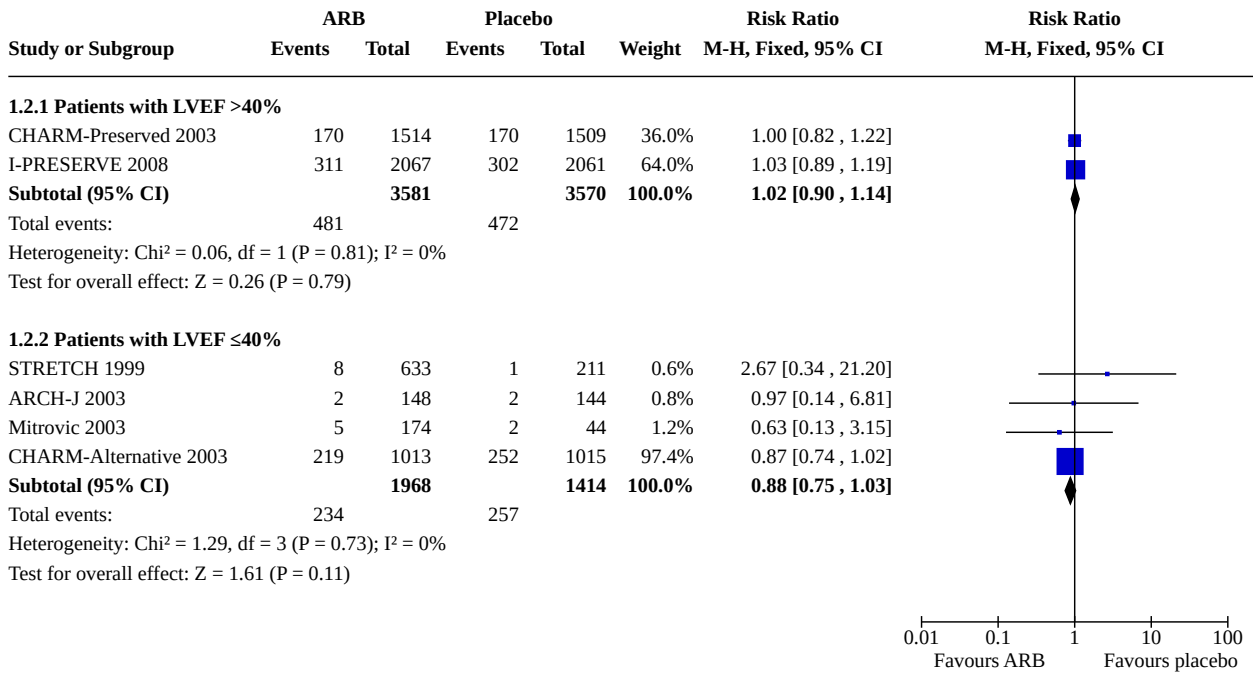 ARB Placebo Risk Ratio Risk Ratio
Study or Subgroup Events Total Events Total Weight M-H, Fixed, 95% CI M-H, Fixed, 95% CI
1.2.1 Patients with LVEF >40%
CHARM-Preserved 2003 170 1514 170 1509 36.0% 1.00 [0.82 , 1.22]
I-PRESERVE 2008 311 2067 302 2061 64.0% 1.03 [0.89 , 1.19]
Subtotal (95% CI) 3581 3570 100.0% 1.02 [0.90 , 1.14]
Total events: 481 472
Heterogeneity: Chi² = 0.06, df = 1 (P = 0.81); I² = 0%
Test for overall effect: Z = 0.26 (P = 0.79)
1.2.2 Patients with LVEF ≤40%
STRETCH 1999 8 633 1 211 0.6% 2.67 [0.34 , 21.20]
ARCH-J 2003 2 148 2 144 0.8% 0.97 [0.14 , 6.81]
Mitrovic 2003 5 174 2 44 1.2% 0.63 [0.13 , 3.15]
CHARM-Alternative 2003 219 1013 252 1015 97.4% 0.87 [0.74 , 1.02]
Subtotal (95% CI) 1968 1414 100.0% 0.88 [0.75 , 1.03]
Total events: 234 257
Heterogeneity: Chi² = 1.29, df = 3 (P = 0.73); I² = 0%
Test for overall effect: Z = 1.61 (P = 0.11)
0.01 0.1 1 10 100
Favours ARB Favours placebo